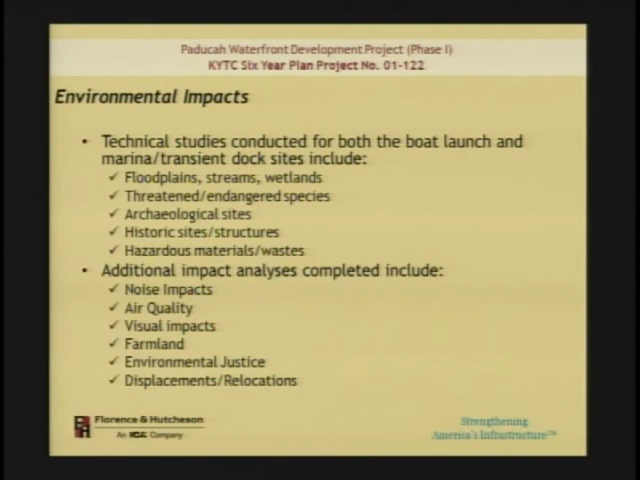 Paducah Waterfront Development Project (Phase I)
KYTC Six Year Plan Project No. 01-122
Environmental Impacts
• Technical studies conducted for both the boat launch and
marina/transient dock sites include:
✓ Floodplains, streams, wetlands
✓ Threatened/endangered species
✓ Archaeological sites
✓ Historic sites/structures
✓ Hazardous materials/wastes
• Additional impact analyses completed include:
✓ Noise Impacts
✓ Air Quality
✓ Visual impacts
✓ Farmland
✓ Environmental Justice
✓ Displacements/Relocations
Florence & Hutcheson
An ICA Company
Strengthening
America's Infrastructure™